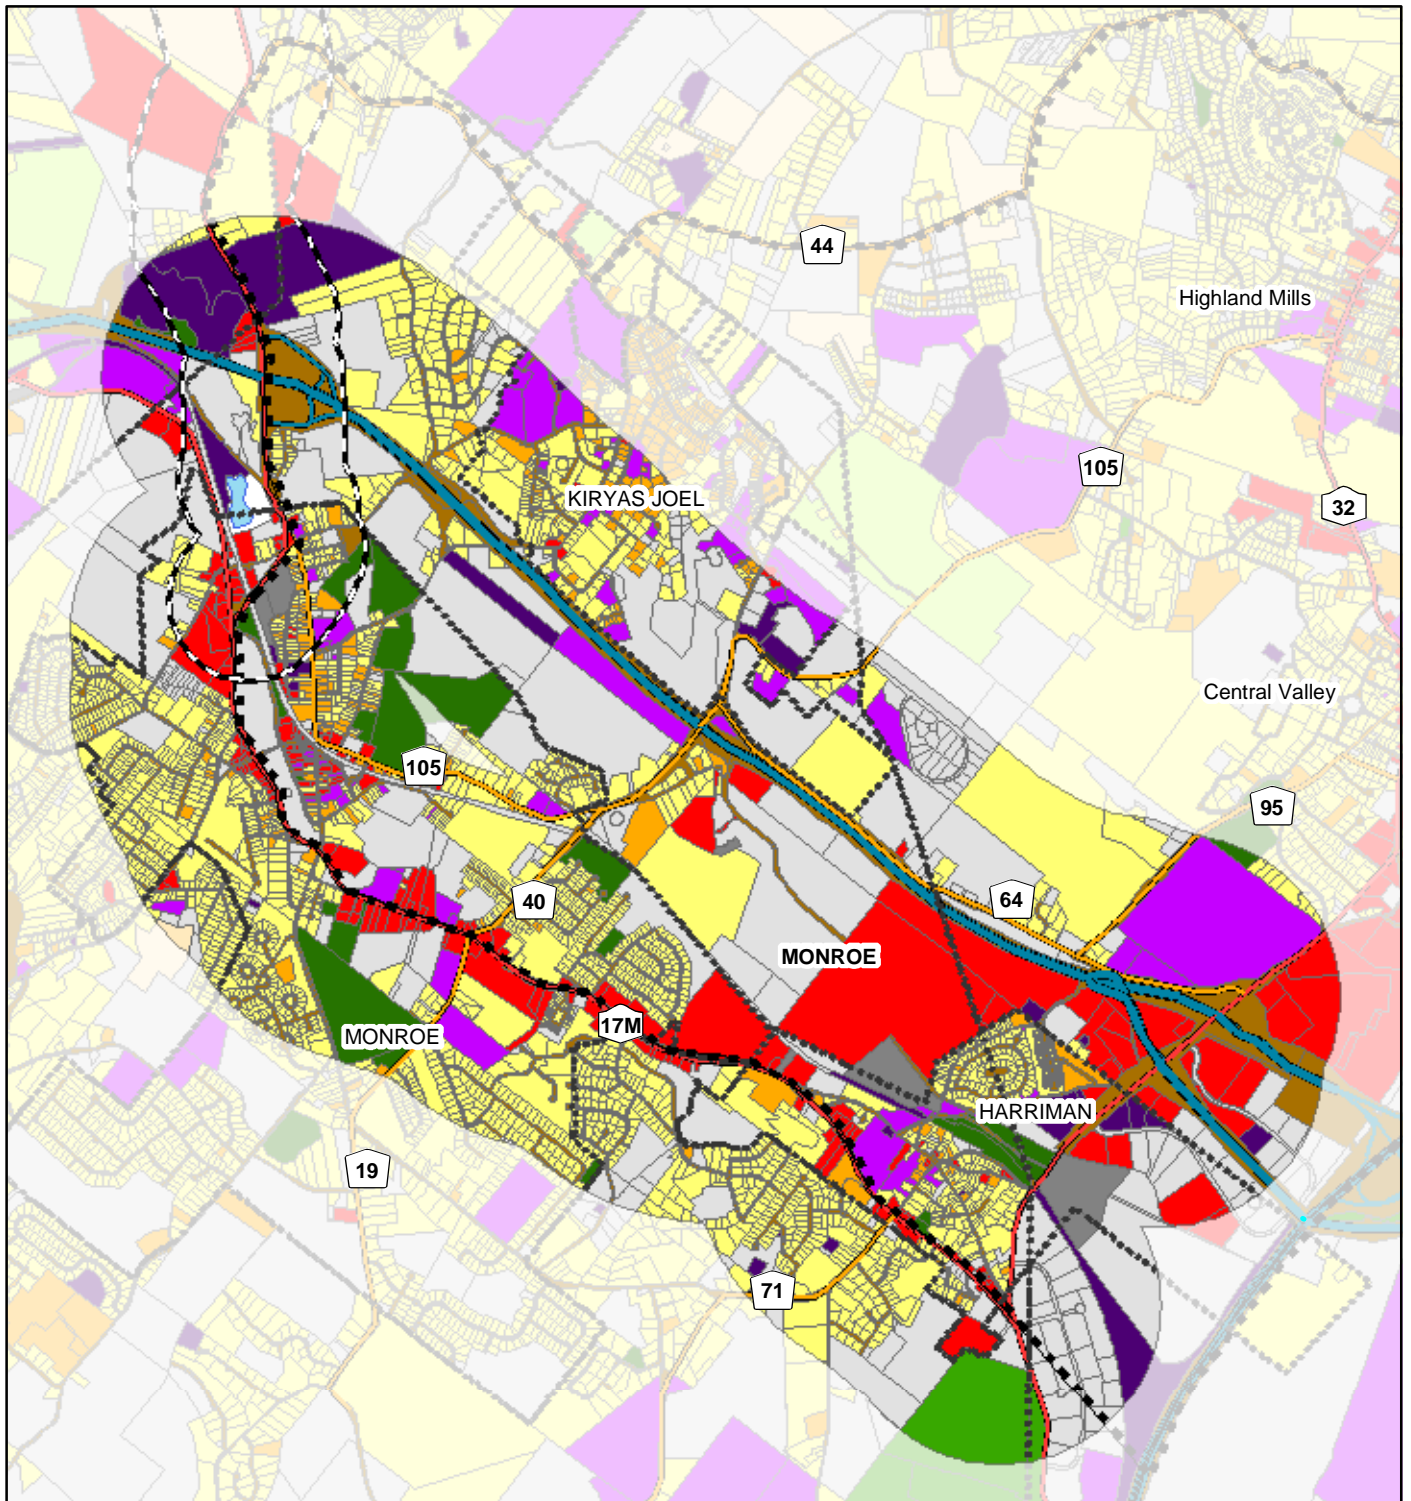 44
Highland Mills
105
KIRYAS JOEL
32
Central Valley
105
95
40
64
MONROE
17M
MONROE
HARRIMAN
19
71